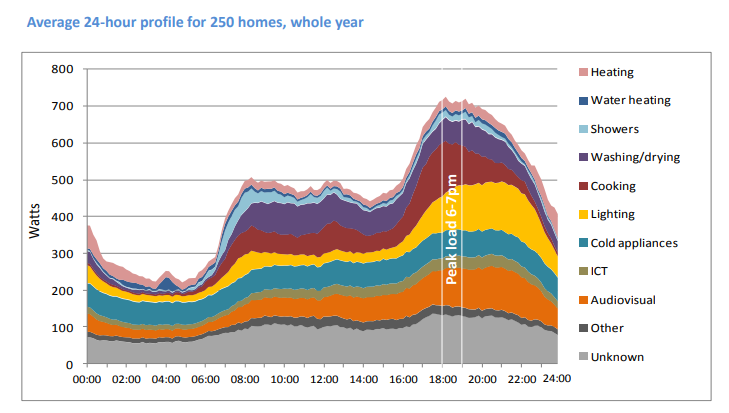 Average 24-hour profile for 250 homes, whole year
800
700
600
500
400
300
200
100
0
Watts
00:00 02:00 04:00 06:00 08:00 10:00 12:00 14:00 16:00 18:00 20:00 22:00 24:00
Peak load 6-7pm
Heating
Water heating
Showers
Washing/drying
Cooking
Lighting
Cold appliances
ICT
Audiovisual
Other
Unknown